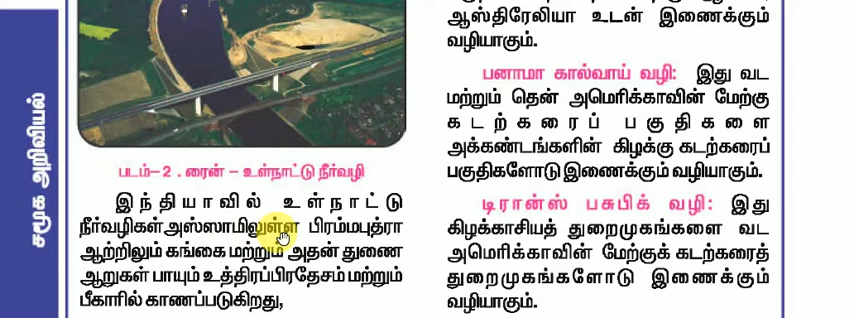 சமூக அறிவியல்
படம்-2 . ரைன் - உள்நாட்டு நீர்வழி
இந்தியாவில் உள்நாட்டு
நீர்வழிகள் அஸ்ஸாமிலுள்ள பிரம்மபுத்ரா
ஆற்றிலும் கங்கை மற்றும் அதன் துணை
ஆறுகள் பாயும் உத்திரப்பிரதேசம் மற்றும்
பீகாரில் காணப்படுகிறது,
ஆஸ்திரேலியா உடன் இணைக்கும்
வழியாகும்.
பனாமா கால்வாய் வழி: இது வட
மற்றும் தென் அமெரிக்காவின் மேற்கு
கடற்கரைப் பகுதிகளை
அக்கண்டங்களின் கிழக்கு கடற்கரைப்
பகுதிகளோடு இணைக்கும் வழியாகும்.
டிரான்ஸ் பசுபிக் வழி: இது
கிழக்காசியத் துறைமுகங்களை வட
அமெரிக்காவின் மேற்குக் கடற்கரைத்
துறைமுகங்களோடு இணைக்கும்
வழியாகும்.